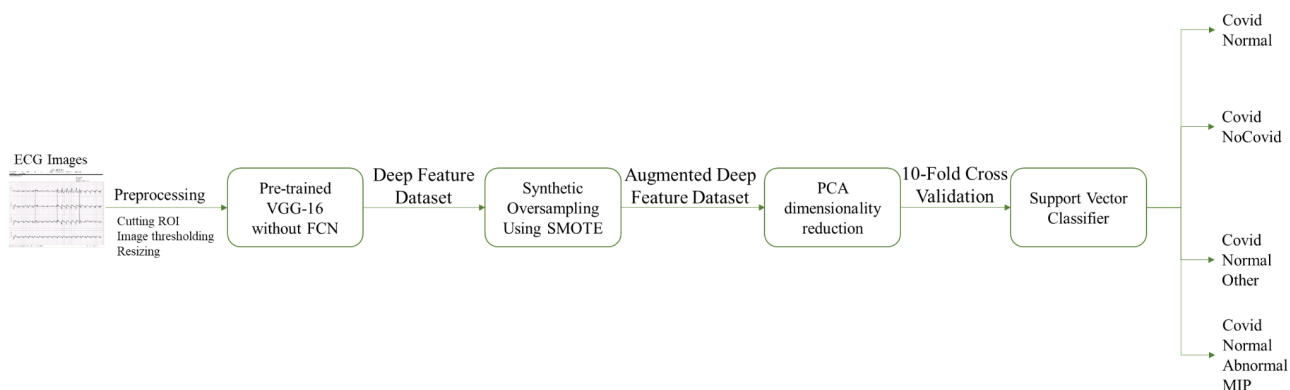 ECG Images
Preprocessing
Cutting ROI
Image thresholding
Resizing
Pre-trained
VGG-16
without FCN
Deep Feature
Dataset
Synthetic
Oversampling
Using SMOTE
Augmented Deep
Feature Dataset
PCA
dimensionality
reduction
10-Fold Cross
Validation
Support Vector
Classifier
Covid
Normal
Covid
NoCovid
Covid
Normal
Other
Covid
Normal
Abnormal
MIP